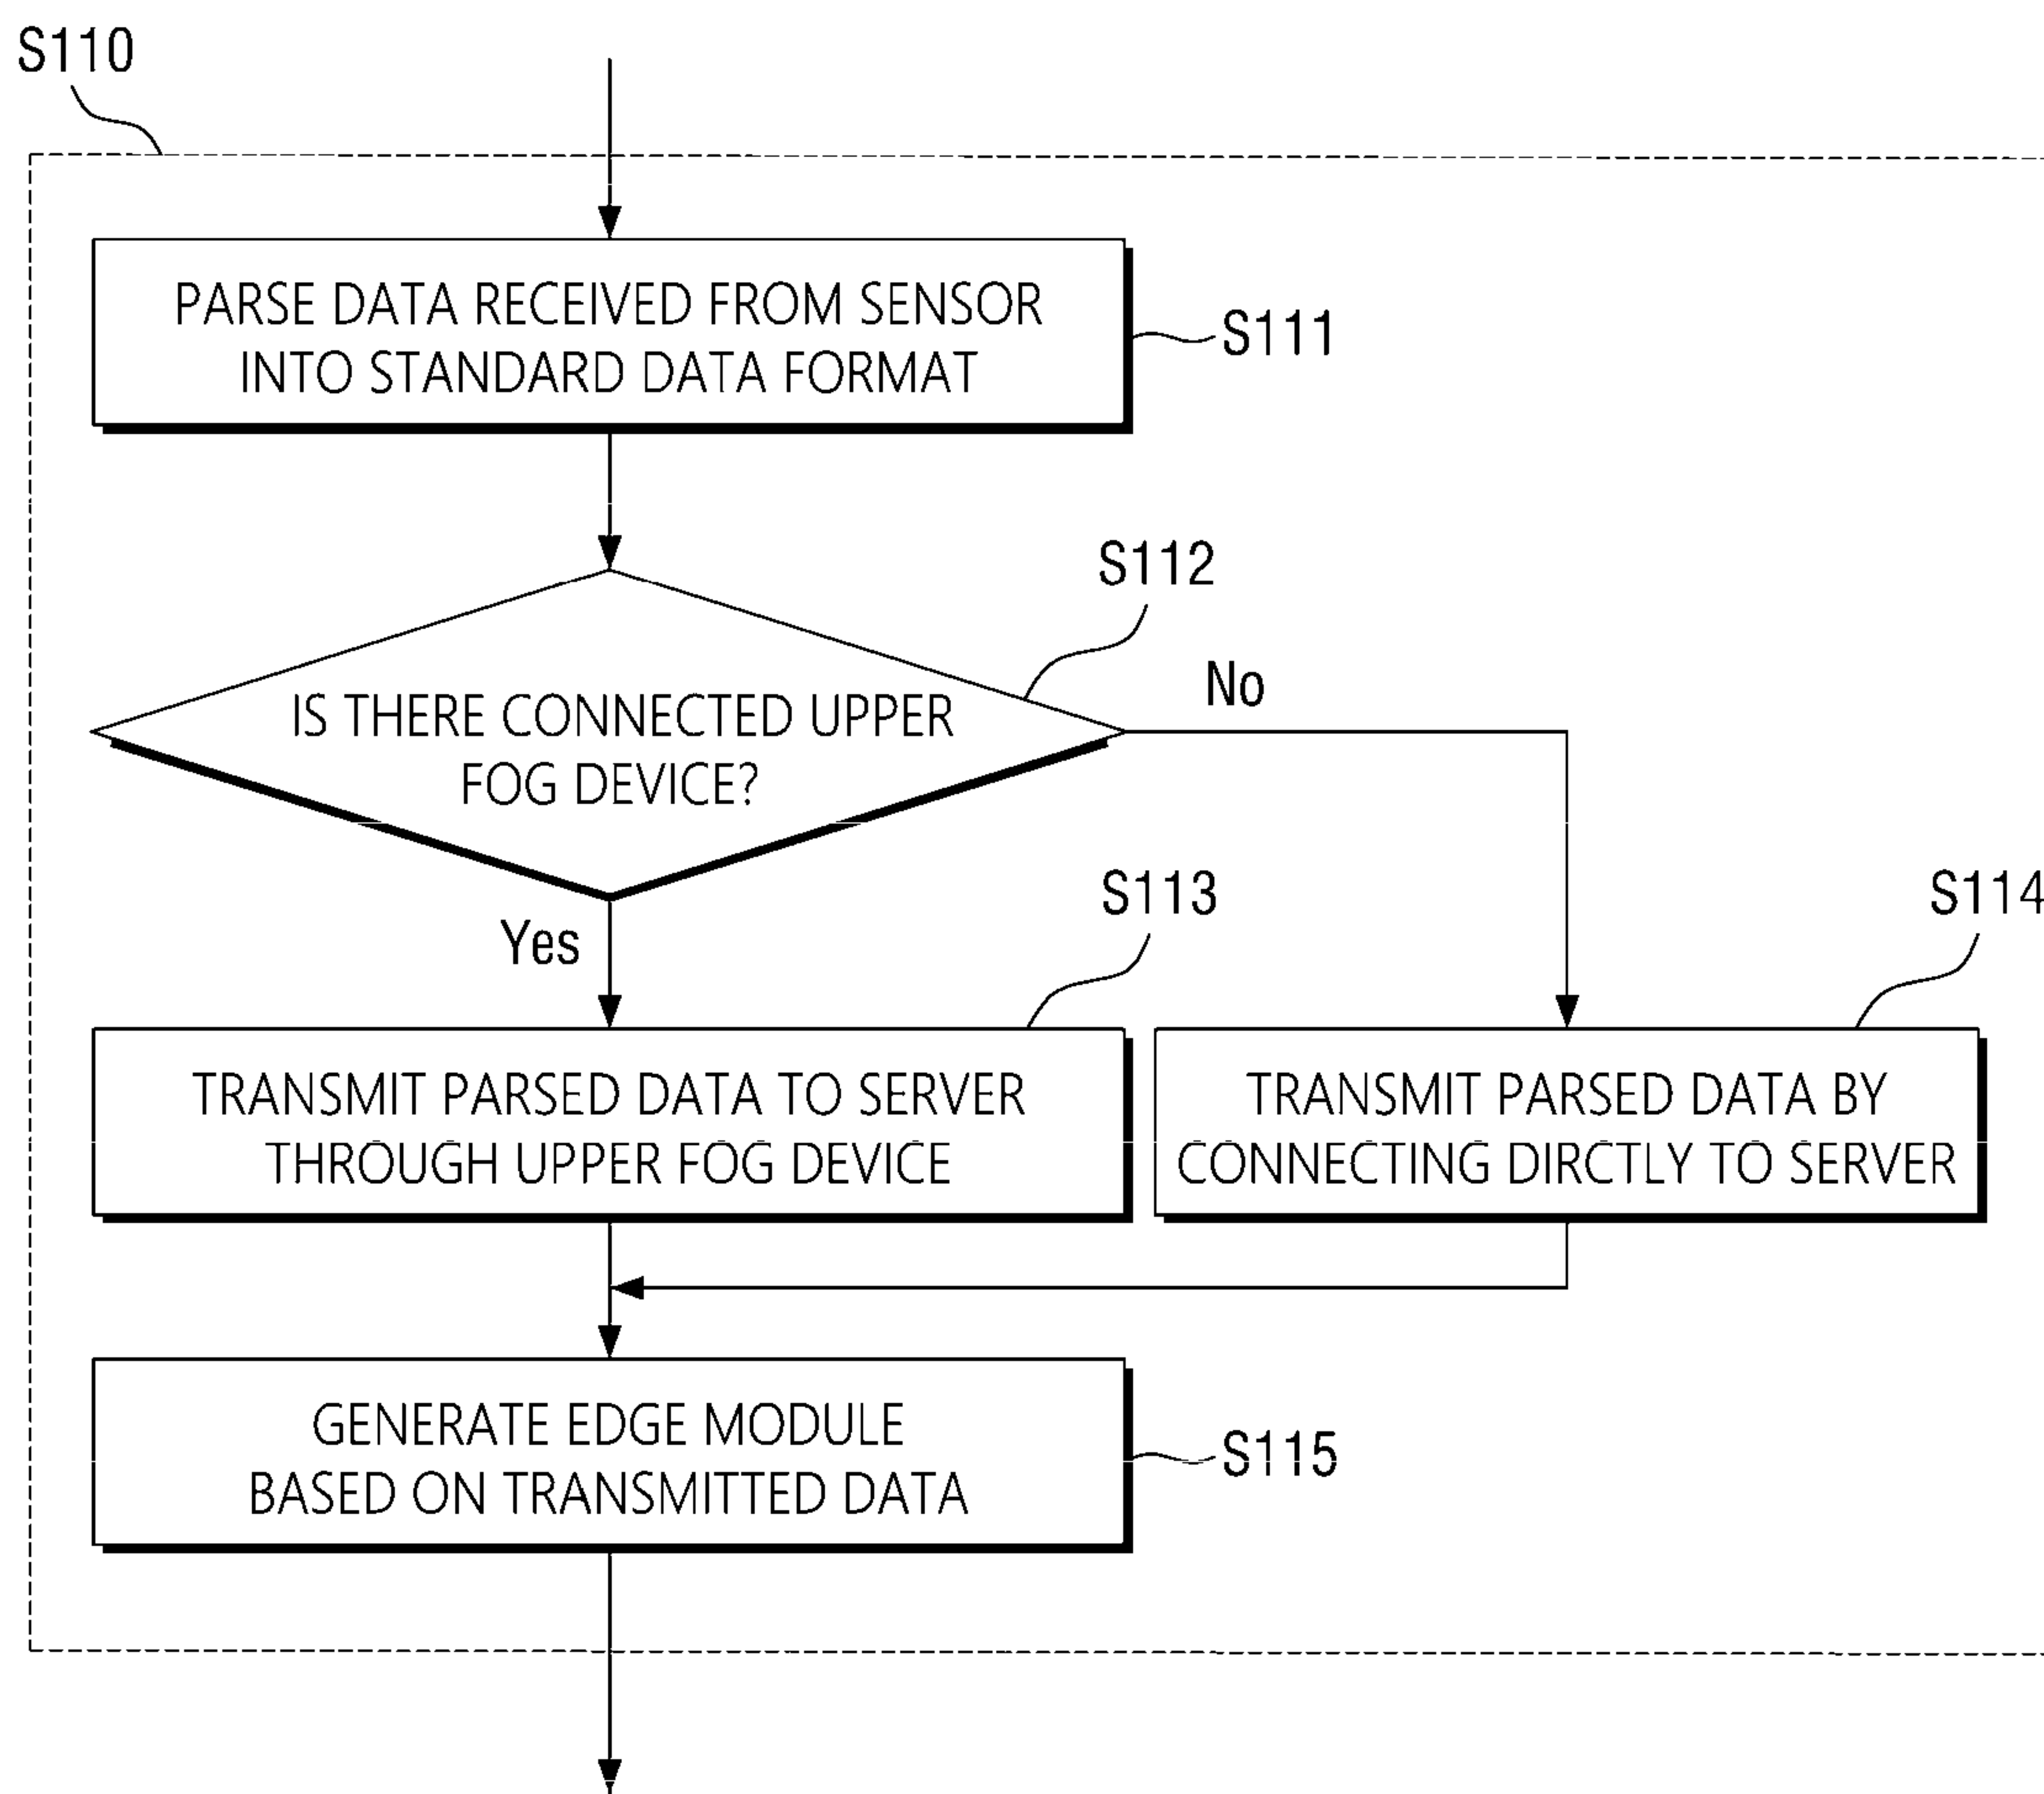 S110
PARSE DATA RECEIVED FROM SENSOR
INTO STANDARD DATA FORMAT
S111
S112
IS THERE CONNECTED UPPER
FOG DEVICE?
No
Yes
S113
S114
TRANSMIT PARSED DATA TO SERVER
THROUGH UPPER FOG DEVICE
TRANSMIT PARSED DATA BY
CONNECTING DIRCTLY TO SERVER
GENERATE EDGE MODULE
BASED ON TRANSMITTED DATA
S115